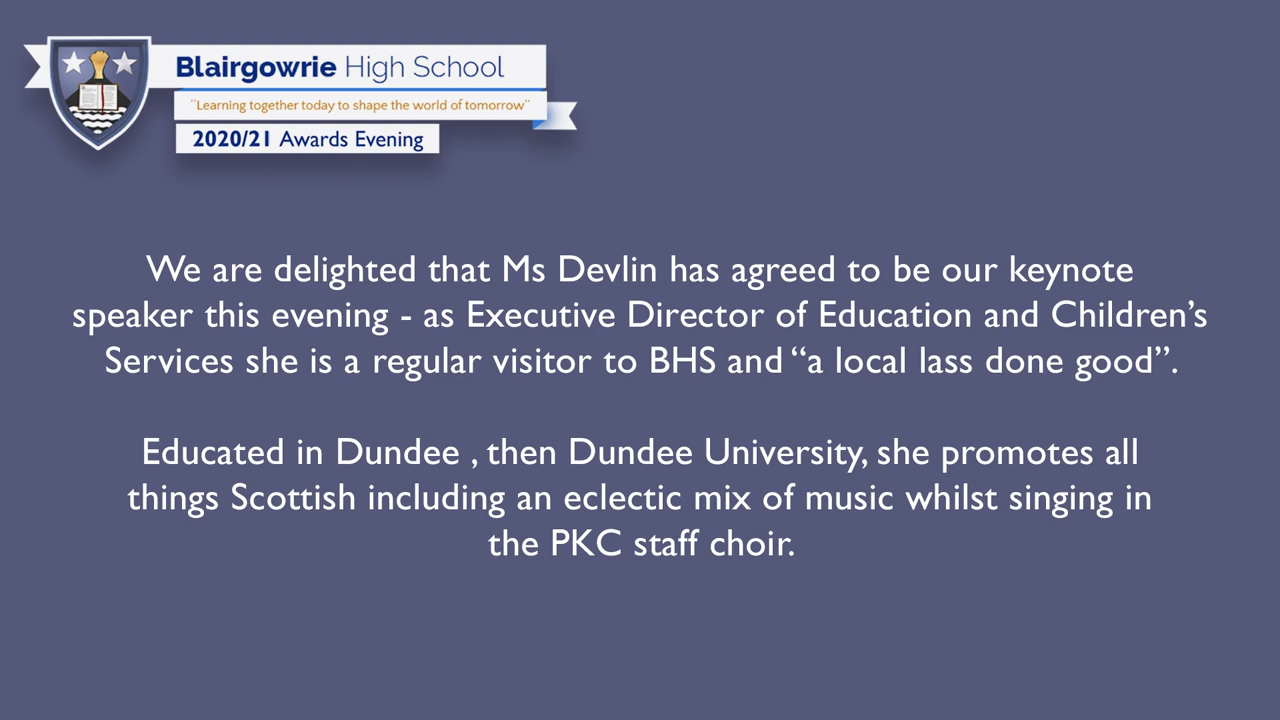 Blairgowrie High School
"Learning together today to shape the world of tomorrow"
2020/21 Awards Evening
We are delighted that Ms Devlin has agreed to be our keynote
speaker this evening - as Executive Director of Education and Children’s
Services she is a regular visitor to BHS and “a local lass done good”.
Educated in Dundee , then Dundee University, she promotes all
things Scottish including an eclectic mix of music whilst singing in
the PKC staff choir.